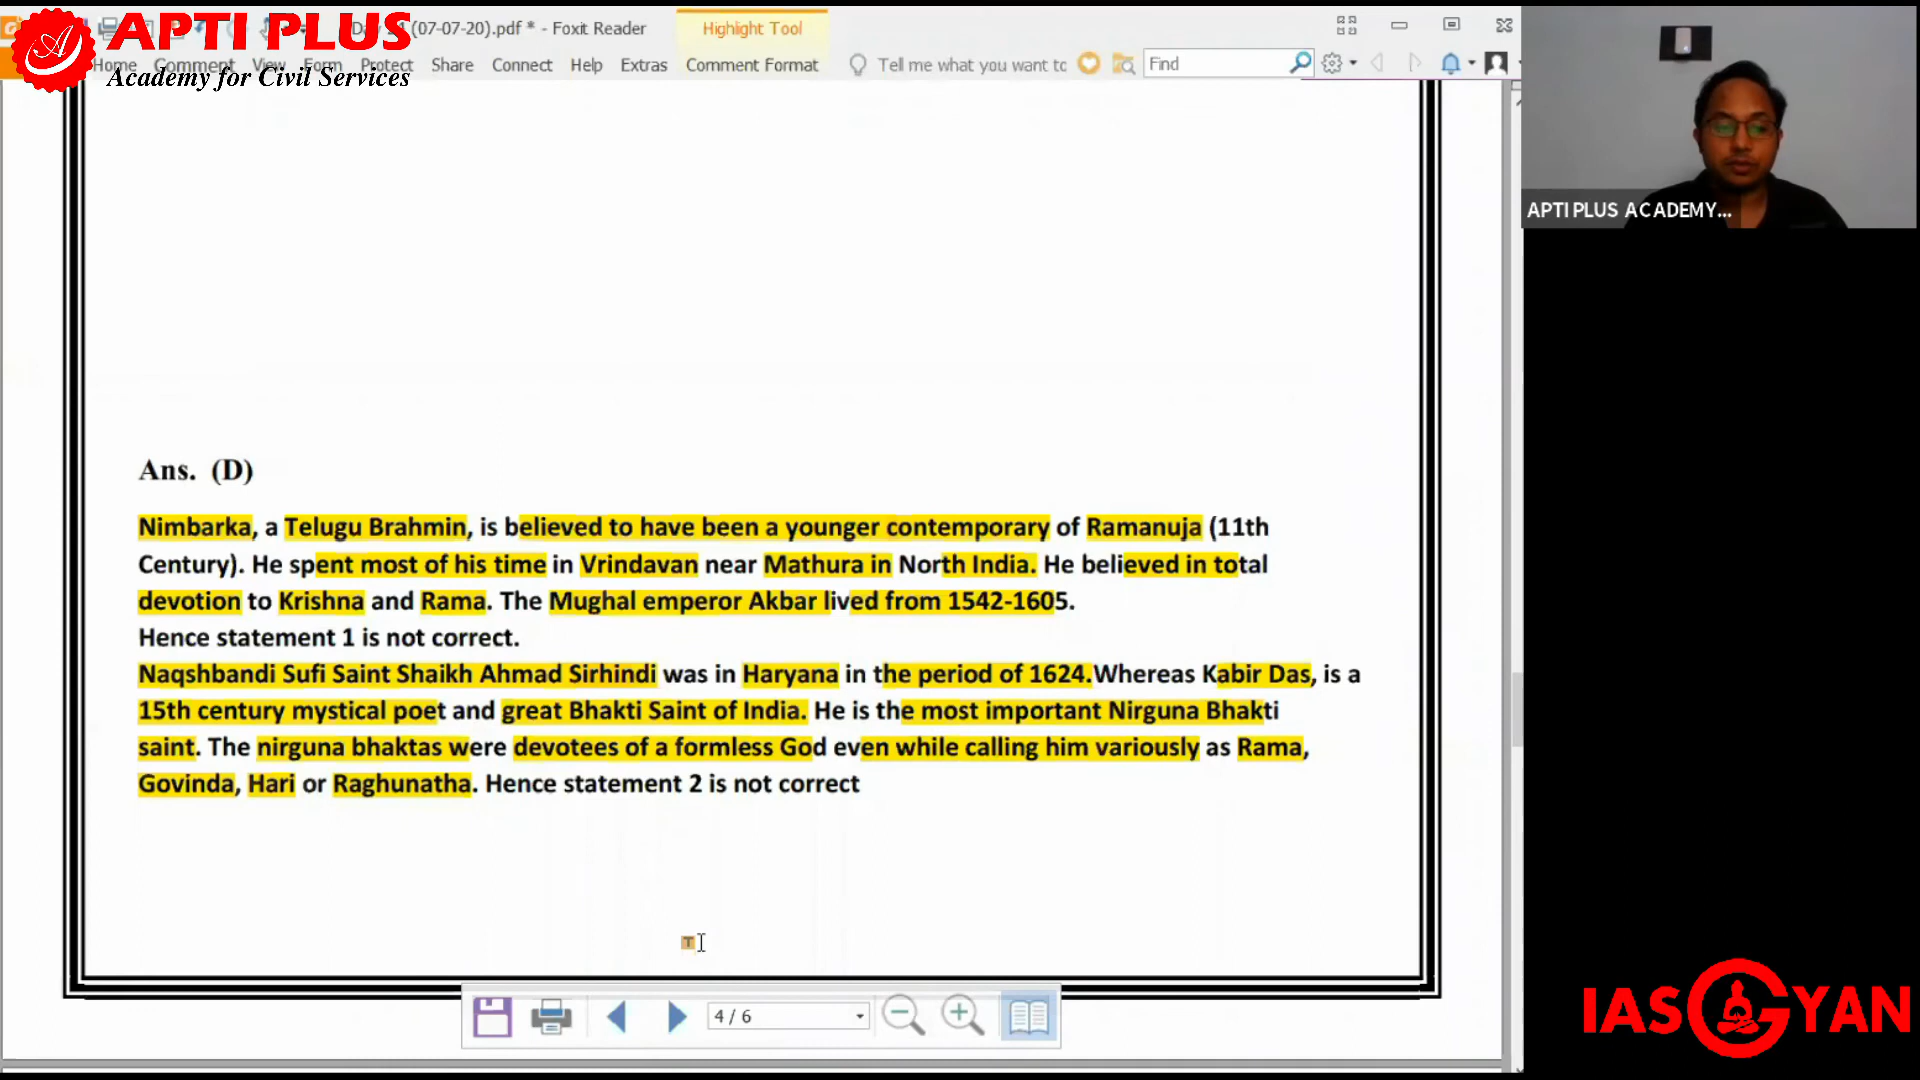 APTI PLUS
Academy for Civil Services
(07-07-20).pdf * - Foxit Reader
Highlight Tool
Home Comment View Form Protect Share Connect Help Extras Comment Format Tell me what you want to Find
APTI PLUS ACADEMY...
Ans. (D)
Nimbarka, a Telugu Brahmin, is believed to have been a younger contemporary of Ramanuja (11th
Century). He spent most of his time in Vrindavan near Mathura in North India. He believed in total
devotion to Krishna and Rama. The Mughal emperor Akbar lived from 1542-1605.
Hence statement 1 is not correct.
Naqshbandi Sufi Saint Shaikh Ahmad Sirhindi was in Haryana in the period of 1624.Whereas Kabir Das, is a
15th century mystical poet and great Bhakti Saint of India. He is the most important Nirguna Bhakti
saint. The nirguna bhaktas were devotees of a formless God even while calling him variously as Rama,
Govinda, Hari or Raghunatha. Hence statement 2 is not correct
4 / 6
IAS GYAN